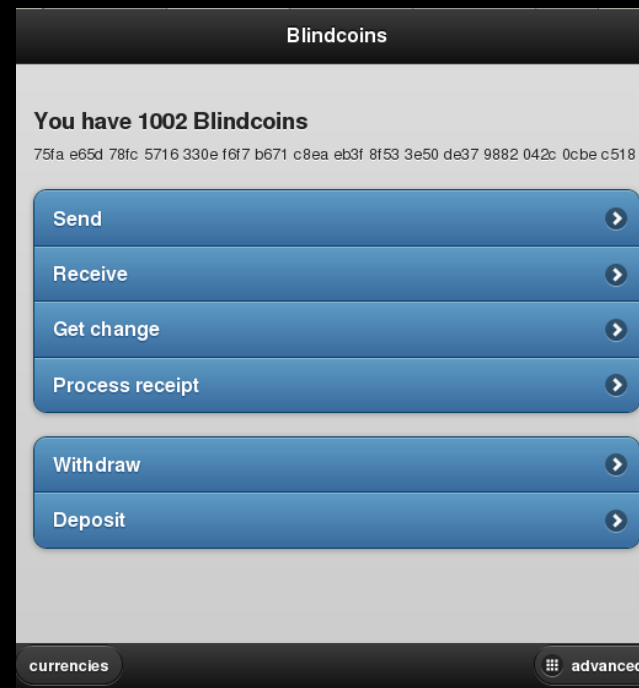 Blindcoins
You have 1002 Blindcoins
75fa e65d 78fc 5716 330e f6f7 b671 c8ea eb3f 8f53 3e50 de37 9882 042c 0cbe c518
Send
Receive
Get change
Process receipt
Withdraw
Deposit
currencies
advanced